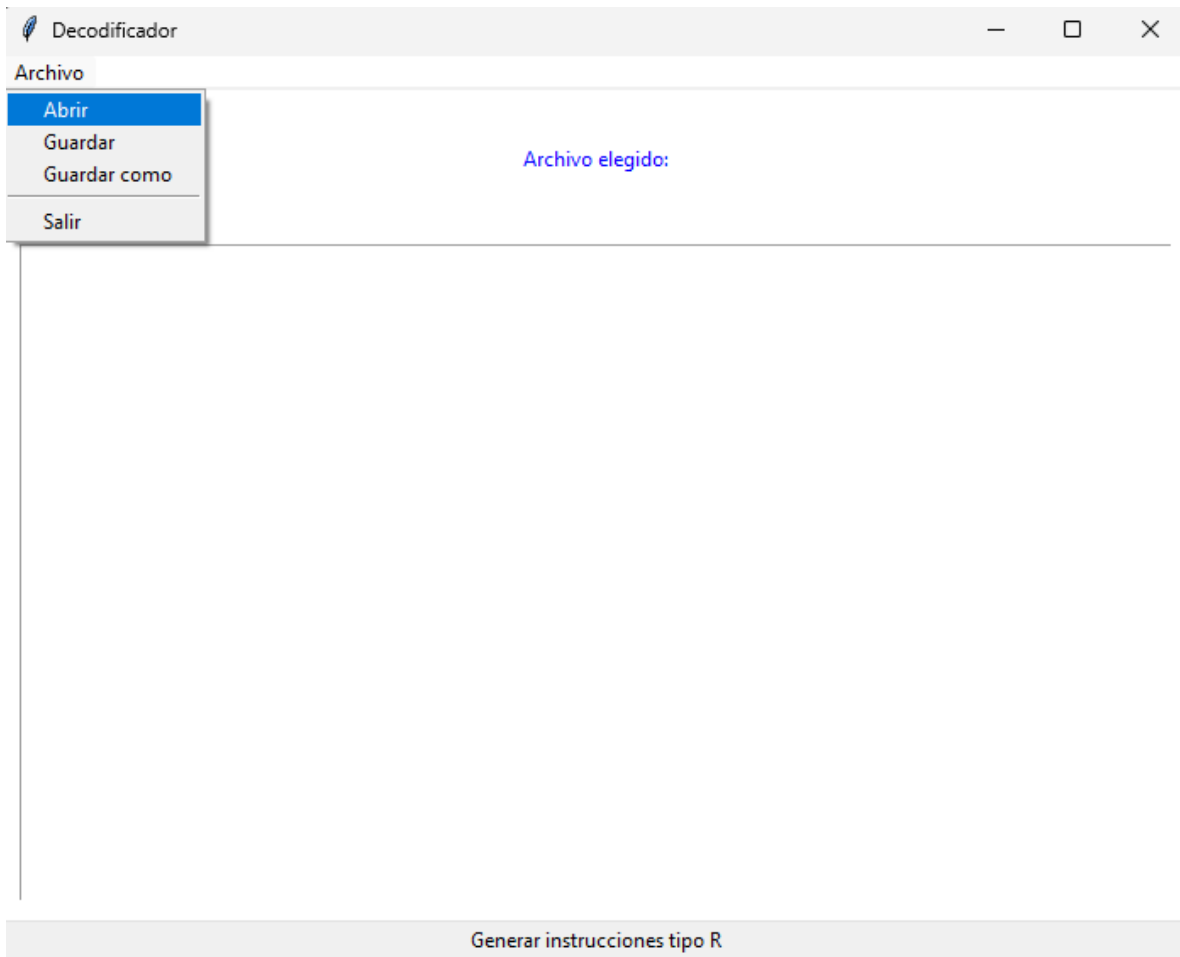 Decodificador
Archivo
Abrir
Guardar
Guardar como
Salir
Archivo elegido:
Generar instrucciones tipo R